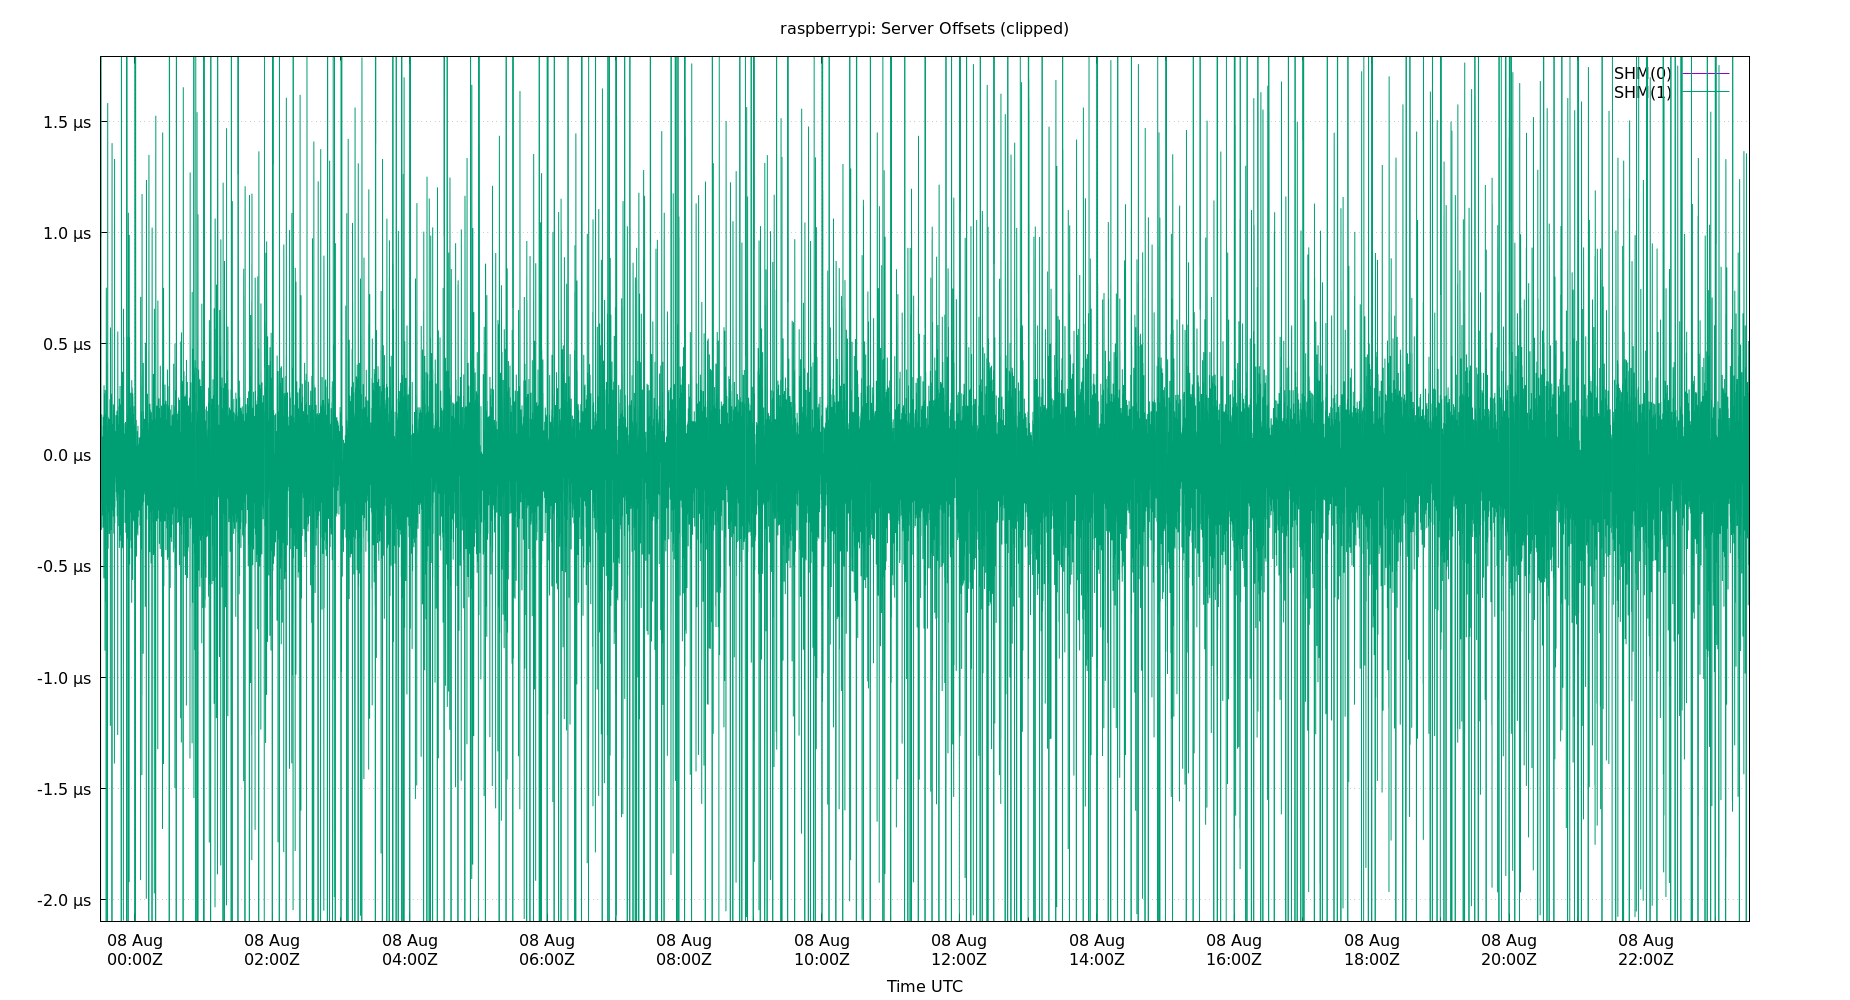 raspberrypi: Server Offsets (clipped)
SHM(0)
SHM(1)
1.5 µs
1.0 µs
0.5 µs
0.0 µs
-0.5 µs
-1.0 µs
-1.5 µs
-2.0 µs
08 Aug 08 Aug 08 Aug 08 Aug 08 Aug 08 Aug 08 Aug 08 Aug 08 Aug 08 Aug 08 Aug 08 Aug
00:00Z 02:00Z 04:00Z 06:00Z 08:00Z 10:00Z 12:00Z 14:00Z 16:00Z 18:00Z 20:00Z 22:00Z
Time UTC